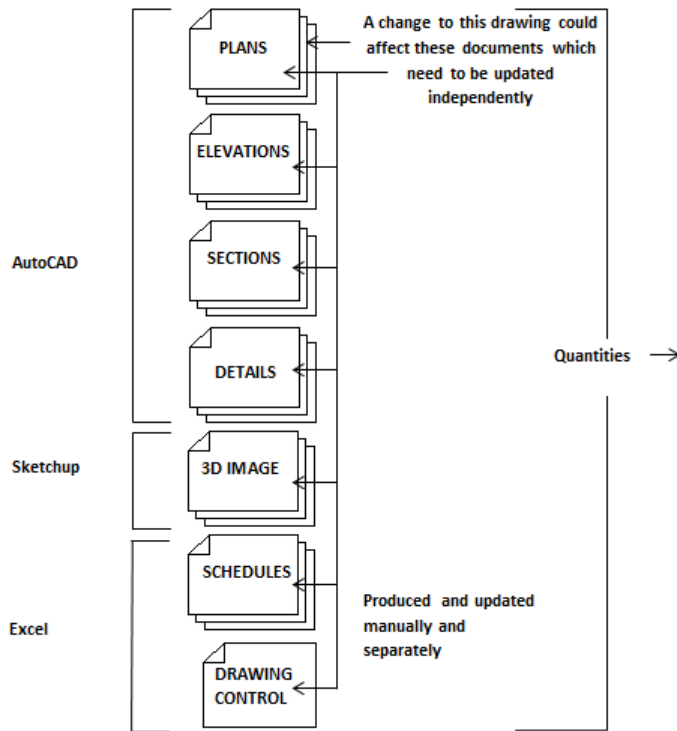 PLANS
A change to this drawing could
affect these documents which
need to be updated
independently
ELEVATIONS
AutoCAD
SECTIONS
Quantities
DETAILS
Sketchup
3D IMAGE
SCHEDULES
Excel
Produced and updated
manually and
separately
DRAWING
CONTROL